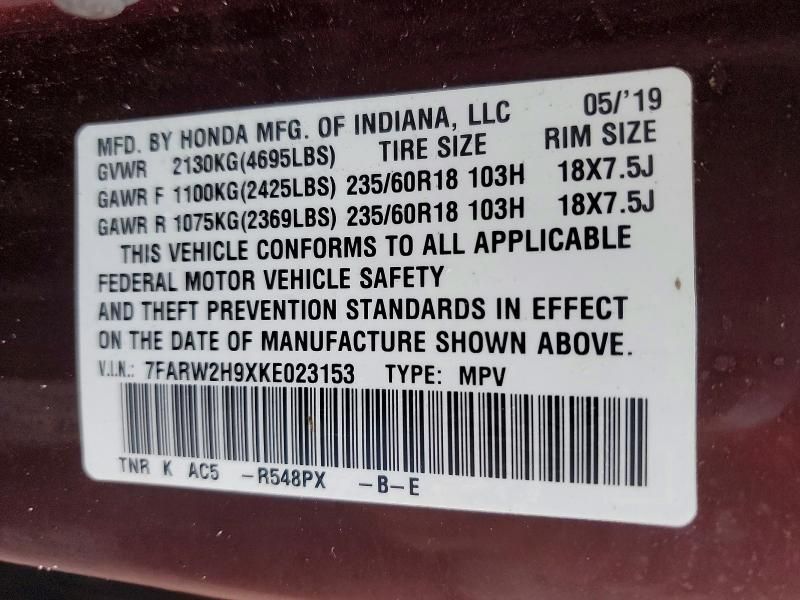 MFD. BY HONDA MFG. OF INDIANA, LLC 05/'19
GVWR 2130KG(4695LBS) TIRE SIZE RIM SIZE
GAWR F 1100KG(2425LBS) 235/60R18 103H 18X7.5J
GAWR R 1075KG(2369LBS) 235/60R18 103H 18X7.5J
THIS VEHICLE CONFORMS TO ALL APPLICABLE
FEDERAL MOTOR VEHICLE SAFETY
AND THEFT PREVENTION STANDARDS IN EFFECT
ON THE DATE OF MANUFACTURE SHOWN ABOVE.
V.I.N.: 7FARW2H9XKE023153 TYPE: MPV
TNR K AC5 -R548PX -B-E